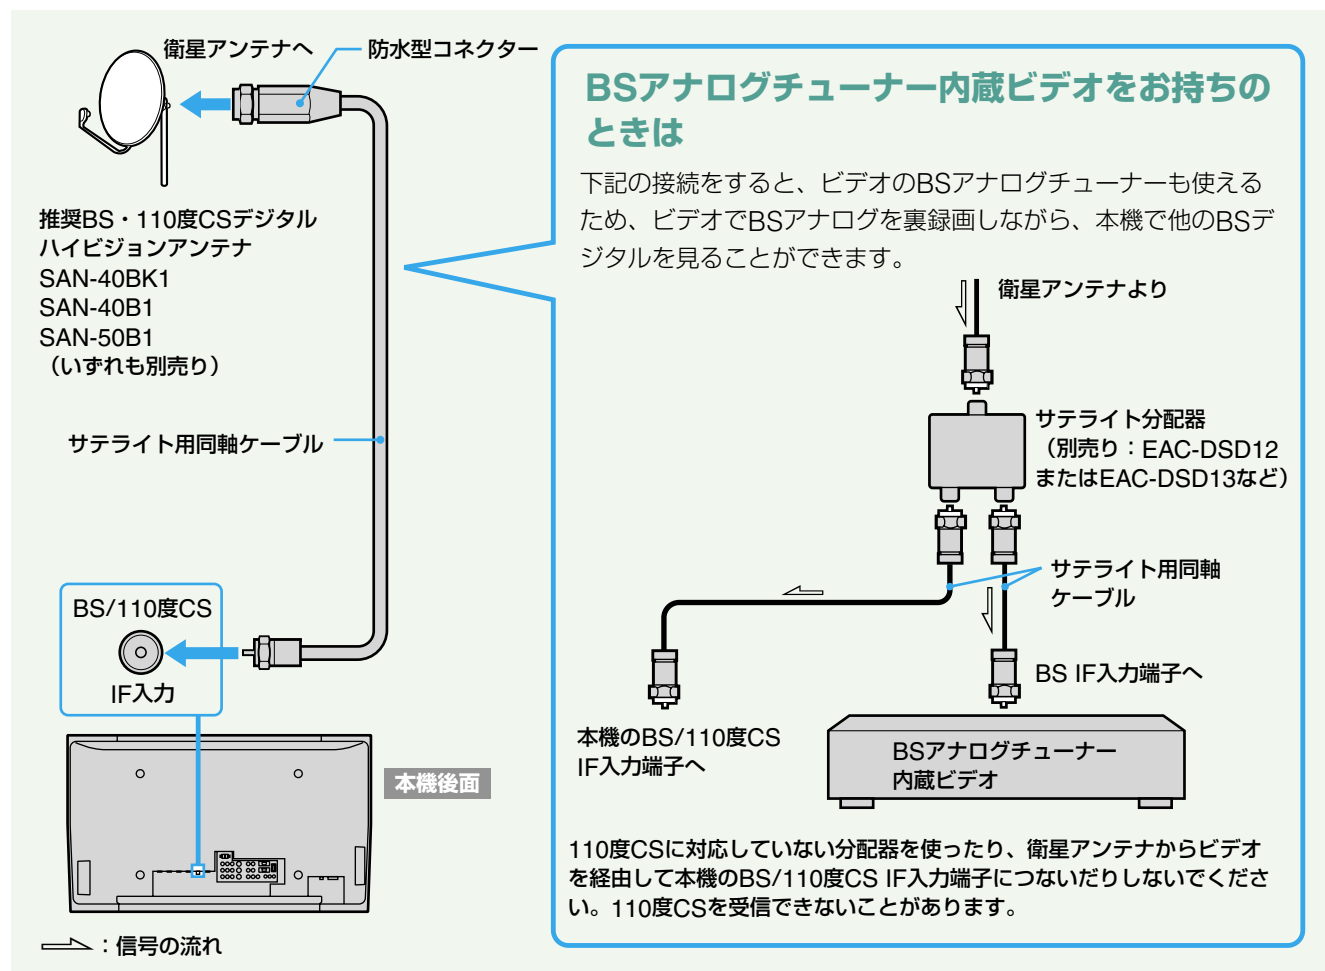 衛星アンテナへ
防水型コネクター
推奨BS・110度CSデジタル
ハイビジョンアンテナ
SAN-40BK1
SAN-40B1
SAN-50B1
（いずれも別売り）
サテライト用同軸ケーブル
BS/110度CS
IF入力
本機後面
：信号の流れ
BSアナログチューナー内蔵ビデオをお持ちの
ときは
下記の接続をすると、ビデオのBSアナログチューナーも使える
ため、ビデオでBSアナログを裏録画しながら、本機で他のBSデ
ジタルを見ることができます。
衛星アンテナより
サテライト分配器
（別売り：EAC-DSD12
またはEAC-DSD13など）
サテライト用同軸
ケーブル
BS IF入力端子へ
本機のBS/110度CS
IF入力端子へ
BSアナログチューナー
内蔵ビデオ
110度CSに対応していない分配器を使ったり、衛星アンテナからビデオ
を経由して本機のBS/110度CS IF入力端子につないだりしないでくださ
い。110度CSを受信できないことがあります。